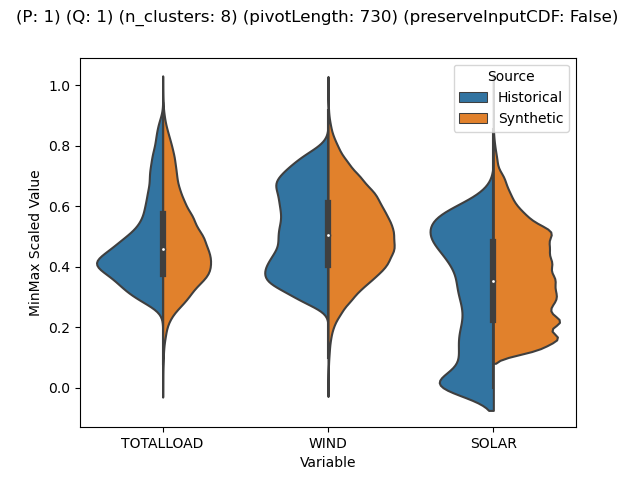 (P: 1) (Q: 1) (n_clusters: 8) (pivotLength: 730) (preserveInputCDF: False)
Source
Historical
Synthetic
MinMax Scaled Value
1.0
0.8
0.6
0.4
0.2
0.0
TOTALLOAD WIND SOLAR
Variable